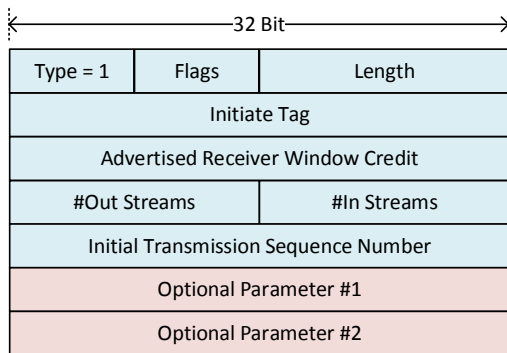 32 Bit
Type = 1 Flags Length
Initiate Tag
Advertised Receiver Window Credit
#Out Streams #In Streams
Initial Transmission Sequence Number
Optional Parameter #1
Optional Parameter #2